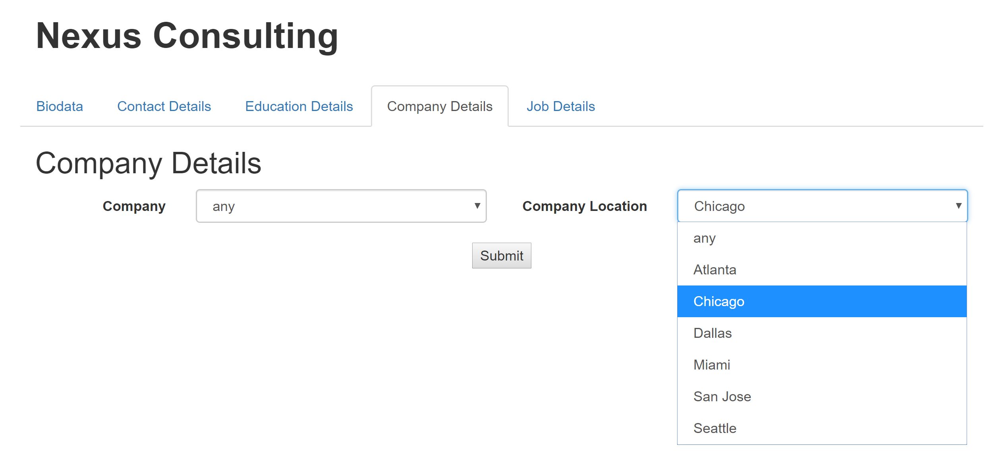 Nexus Consulting
Biodata Contact Details Education Details Company Details Job Details
Company Details
Company any Company Location Chicago
any
Submit
Atlanta
Chicago
Dallas
Miami
San Jose
Seattle